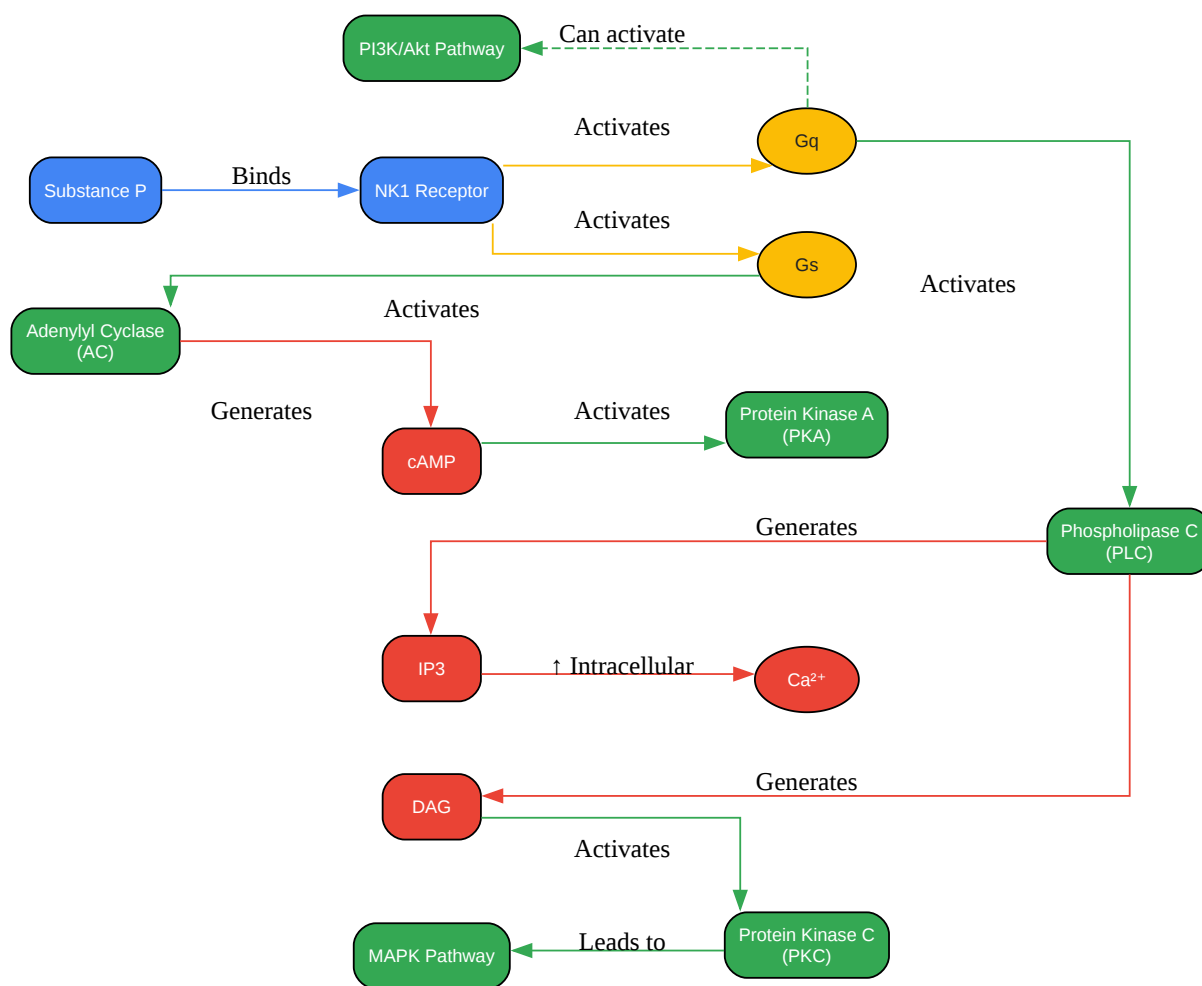 Can activate
PI3K/Akt Pathway
Activates
Gq
Binds
Substance P
NK1 Receptor
Activates
Gs
Activates
Activates
Adenylyl Cyclase
(AC)
Generates
Activates
Protein Kinase A
(PKA)
cAMP
Generates
Phospholipase C
(PLC)
IP3
↑ Intracellular
Ca²⁺
Generates
DAG
Activates
Protein Kinase C
(PKC)
Leads to
MAPK Pathway